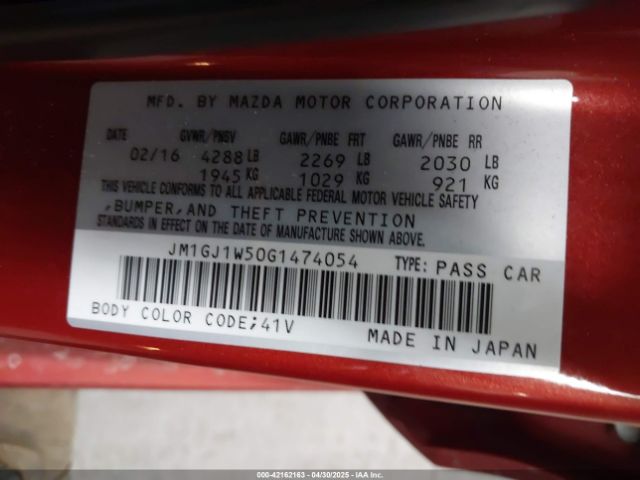 MFD. BY MAZDA MOTOR CORPORATION
DATE GVWR/PNBV GAWR/PNBE FRT GAWR/PNBE RR
02/16 4288 LB 2269 LB 2030 LB
1945 KG 1029 KG 921 KG
THIS VEHICLE CONFORMS TO ALL APPLICABLE FEDERAL MOTOR VEHICLE SAFETY
,BUMPER,AND THEFT PREVENTION
STANDARDS IN EFFECT ON THE DATE OF MANUFACTURE SHOWN ABOVE.
JM1GJ1W50G1474054 TYPE: PASS CAR
BODY COLOR CODE;41V MADE IN JAPAN
000-42162163 - 04/30/2025 - IAA Inc.